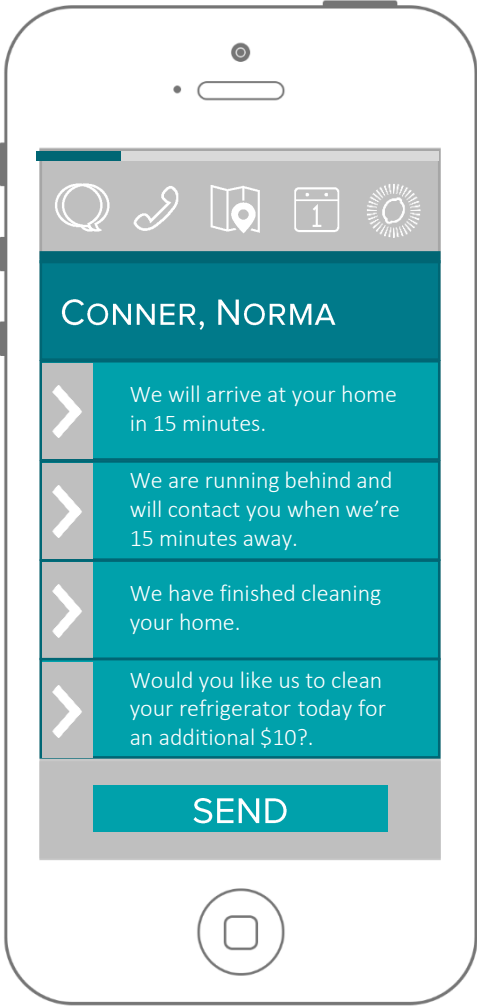 1
CONNER, NORMA
We will arrive at your home
in 15 minutes.
We are running behind and
will contact you when we’re
15 minutes away.
We have finished cleaning
your home.
Would you like us to clean
your refrigerator today for
an additional $10?.
SEND